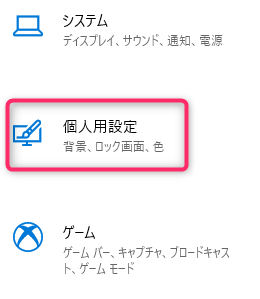 システム
ディスプレイ、サウンド、通知、電源
個人用設定
背景、ロック画面、色
ゲーム
ゲーム バー、キャプチャ、ブロードキャス
ト、ゲーム モード